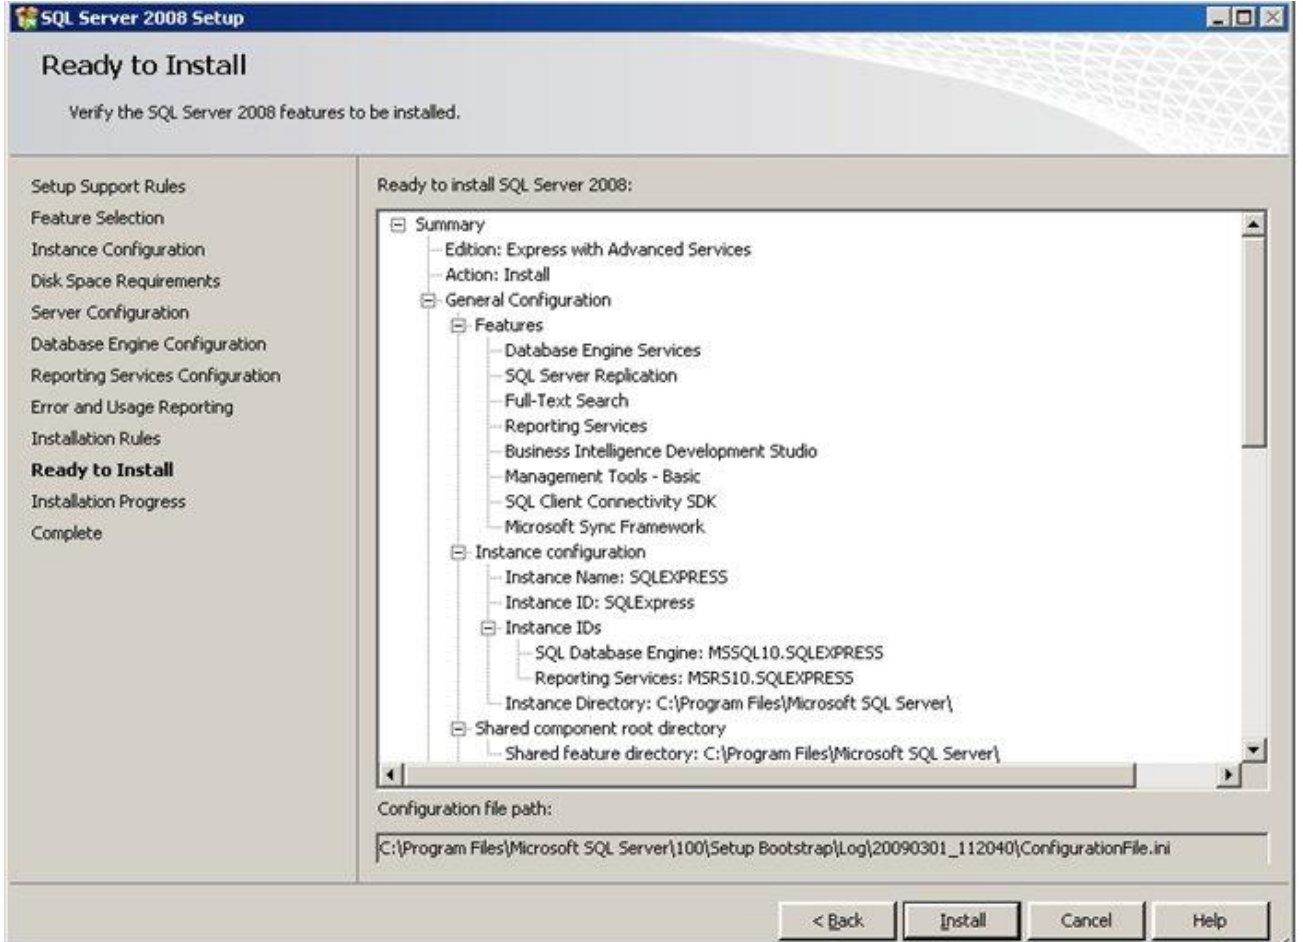 SQL Server 2008 Setup
Ready to Install
Verify the SQL Server 2008 features to be installed.
Setup Support Rules
Feature Selection
Instance Configuration
Disk Space Requirements
Server Configuration
Database Engine Configuration
Reporting Services Configuration
Error and Usage Reporting
Installation Rules
Ready to Install
Installation Progress
Complete
Ready to install SQL Server 2008:
Summary
Edition: Express with Advanced Services
Action: Install
General Configuration
Features
Database Engine Services
SQL Server Replication
Full-Text Search
Reporting Services
Business Intelligence Development Studio
Management Tools - Basic
SQL Client Connectivity SDK
Microsoft Sync Framework
Instance configuration
Instance Name: SQLEXPRESS
Instance ID: SQLExpress
Instance IDs
SQL Database Engine: MSSQL10.SQLEXPRESS
Reporting Services: MSRS10.SQLEXPRESS
Instance Directory: C:\Program Files\Microsoft SQL Server\
Shared component root directory
Shared feature directory: C:\Program Files\Microsoft SQL Server\
Configuration file path:
C:\Program Files\Microsoft SQL Server\100\Setup Bootstrap\Log\20090301_112040\ConfigurationFile.ini
< Back Install Cancel Help